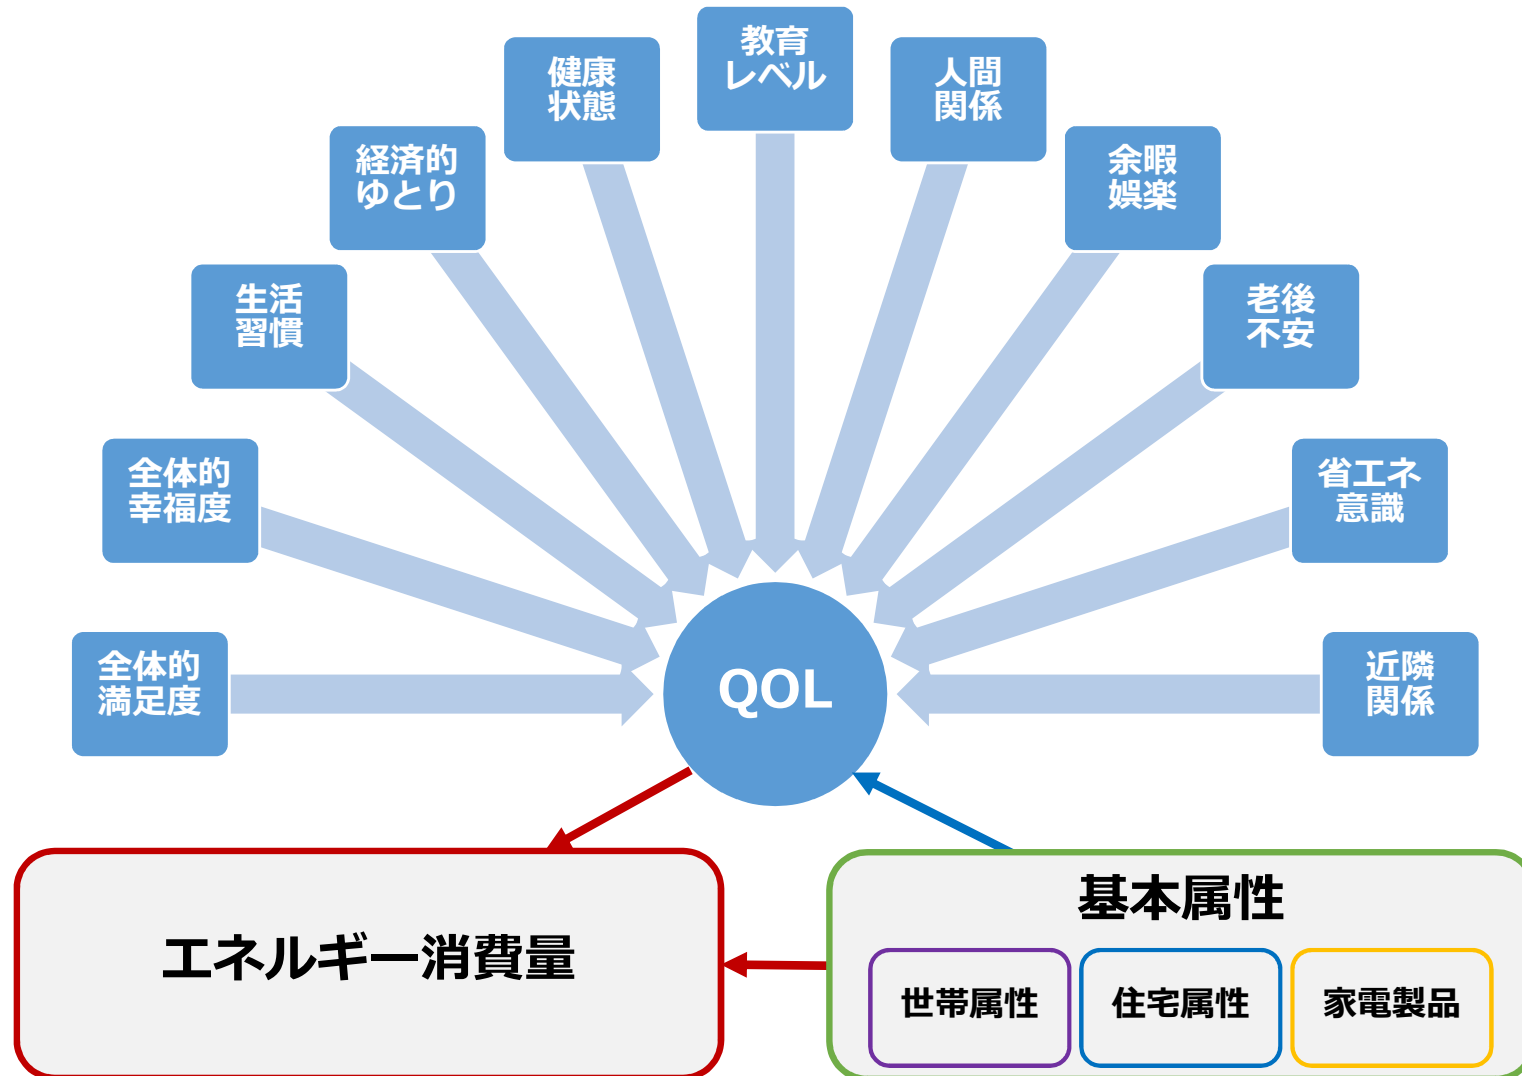 教育
レベル
健康
状態
人間
関係
経済的
ゆとり
余暇
娯楽
生活
習慣
老後
不安
全体的
幸福度
省エネ
意識
全体的
満足度
近隣
関係
QOL
エネルギー消費量
基本属性
世帯属性
住宅属性
家電製品